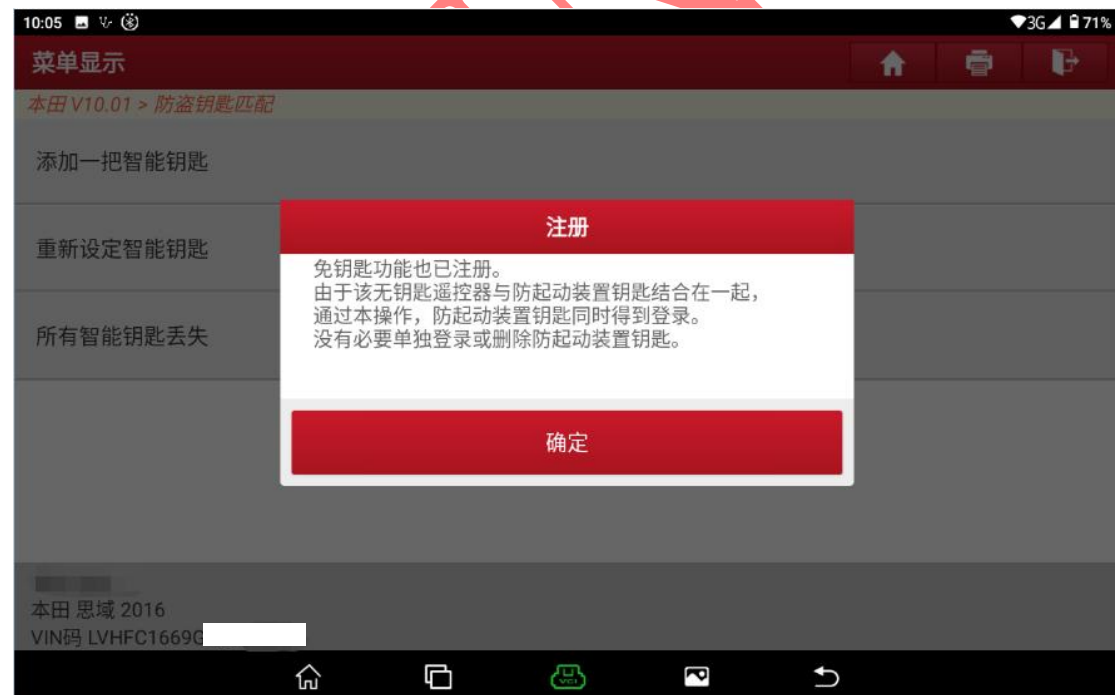 10:05
3G 71%
菜单显示
本田 V10.01 > 防盗钥匙匹配
添加一把智能钥匙
重新设定智能钥匙
所有智能钥匙丢失
注册
免钥匙功能也已注册。
由于该无钥匙遥控器与防起动装置钥匙结合在一起，
通过本操作，防起动装置钥匙同时得到登录。
没有必要单独登录或删除防起动装置钥匙。
确定
本田 思域 2016
VIN码 LVHFC1669G
VCI